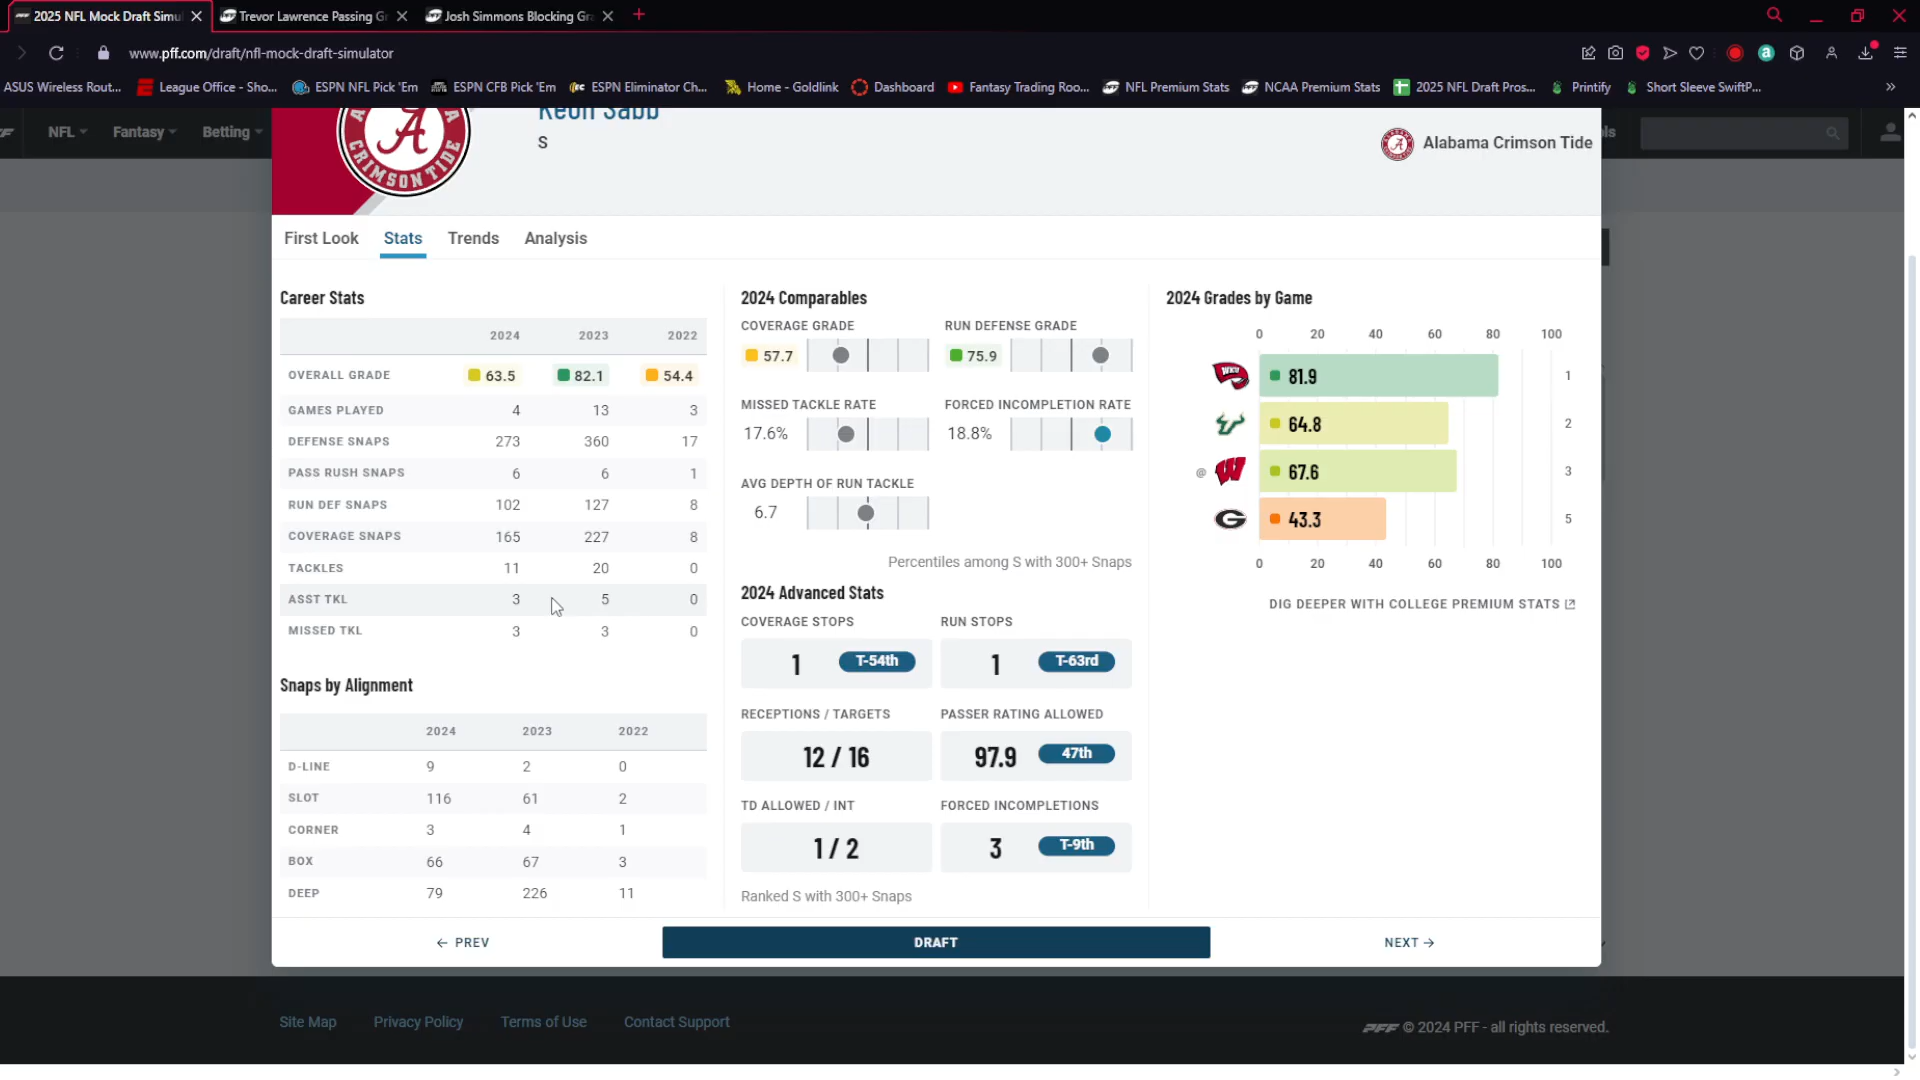 2025 NFL Mock Draft Simu
Trevor Lawrence Passing Gr
Josh Simmons Blocking Gra
www.pff.com/draft/nfl-mock-draft-simulator
ASUS Wireless Rout...
League Office - Sho...
ESPN NFL Pick 'Em
ESPN CFB Pick 'Em
ESPN Eliminator Ch...
Home - Goldlink
Dashboard
Fantasy Trading Roo...
NFL Premium Stats
NCAA Premium Stats
2025 NFL Draft Pros...
Printify
Short Sleeve SwiftP...
NFL
Fantasy
Betting
ols
Keon Sabb
S
ALABAMA
CRIMSON TIDE
Alabama Crimson Tide
First Look Stats Trends Analysis
Career Stats
2024 2023 2022
OVERALL GRADE 63.5 82.1 54.4
GAMES PLAYED 4 13 3
DEFENSE SNAPS 273 360 17
PASS RUSH SNAPS 6 6 1
RUN DEF SNAPS 102 127 8
COVERAGE SNAPS 165 227 8
TACKLES 11 20 0
ASST TKL 3 5 0
MISSED TKL 3 3 0
Snaps by Alignment
2024 2023 2022
D-LINE 9 2 0
SLOT 116 61 2
CORNER 3 4 1
BOX 66 67 3
DEEP 79 226 11
2024 Comparables
COVERAGE GRADE RUN DEFENSE GRADE
57.7 75.9
MISSED TACKLE RATE FORCED INCOMPLETION RATE
17.6% 18.8%
AVG DEPTH OF RUN TACKLE
6.7
Percentiles among S with 300+ Snaps
2024 Advanced Stats
COVERAGE STOPS RUN STOPS
1 T-54th 1 T-63rd
RECEPTIONS / TARGETS PASSER RATING ALLOWED
12 / 16 97.9 47th
TD ALLOWED / INT FORCED INCOMPLETIONS
1 / 2 3 T-9th
Ranked S with 300+ Snaps
2024 Grades by Game
0 20 40 60 80 100
WKU 81.9 1
64.8 2
@ W 67.6 3
G 43.3 5
0 20 40 60 80 100
DIG DEEPER WITH COLLEGE PREMIUM STATS
← PREV DRAFT NEXT →
Site Map Privacy Policy Terms of Use Contact Support
PFF © 2024 PFF - all rights reserved.